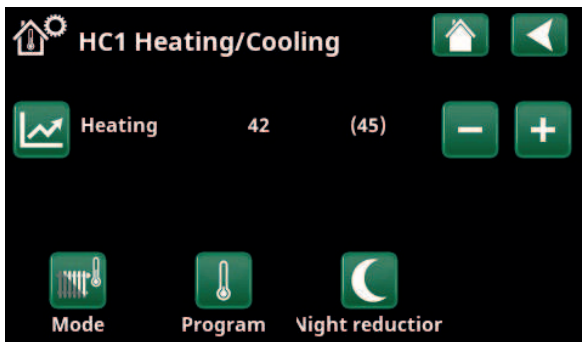 HC1 Heating/Cooling
Heating 42 (45)
Mode Program Night reduction